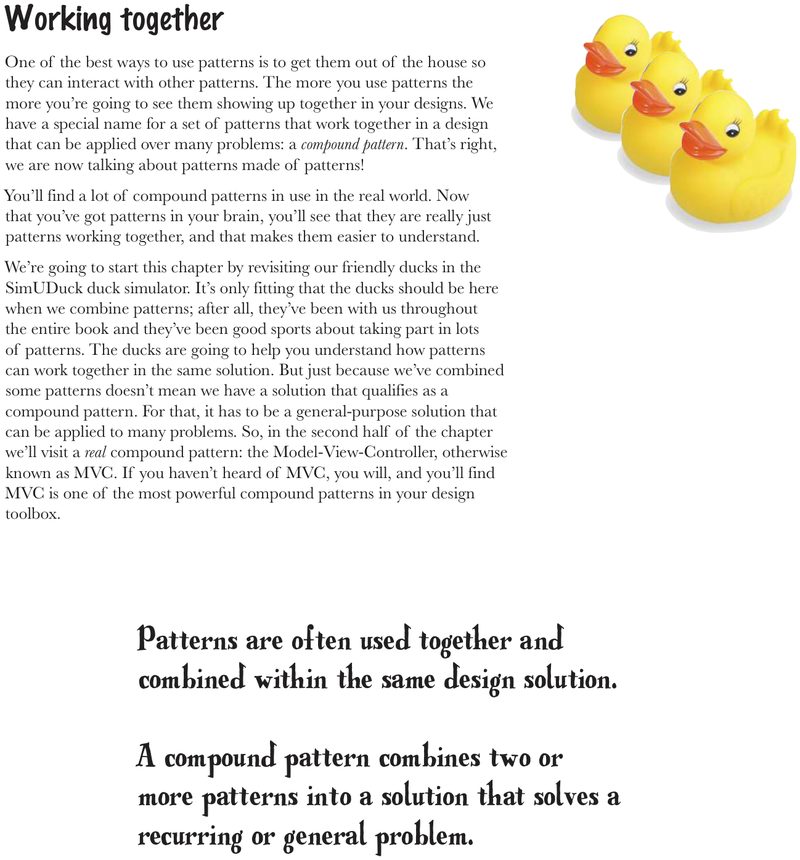 Working together
One of the best ways to use patterns is to get them out of the house so
they can interact with other patterns. The more you use patterns the
more you’re going to see them showing up together in your designs. We
have a special name for a set of patterns that work together in a design
that can be applied over many problems: a compound pattern. That’s right,
we are now talking about patterns made of patterns!
You’ll find a lot of compound patterns in use in the real world. Now
that you’ve got patterns in your brain, you’ll see that they are really just
patterns working together, and that makes them easier to understand.
We’re going to start this chapter by revisiting our friendly ducks in the
SimUDuck duck simulator. It’s only fitting that the ducks should be here
when we combine patterns; after all, they’ve been with us throughout
the entire book and they’ve been good sports about taking part in lots
of patterns. The ducks are going to help you understand how patterns
can work together in the same solution. But just because we’ve combined
some patterns doesn’t mean we have a solution that qualifies as a
compound pattern. For that, it has to be a general-purpose solution that
can be applied to many problems. So, in the second half of the chapter
we’ll visit a real compound pattern: the Model-View-Controller, otherwise
known as MVC. If you haven’t heard of MVC, you will, and you’ll find
MVC is one of the most powerful compound patterns in your design
toolbox.
Patterns are often used together and
combined within the same design solution.
A compound pattern combines two or
more patterns into a solution that solves a
recurring or general problem.